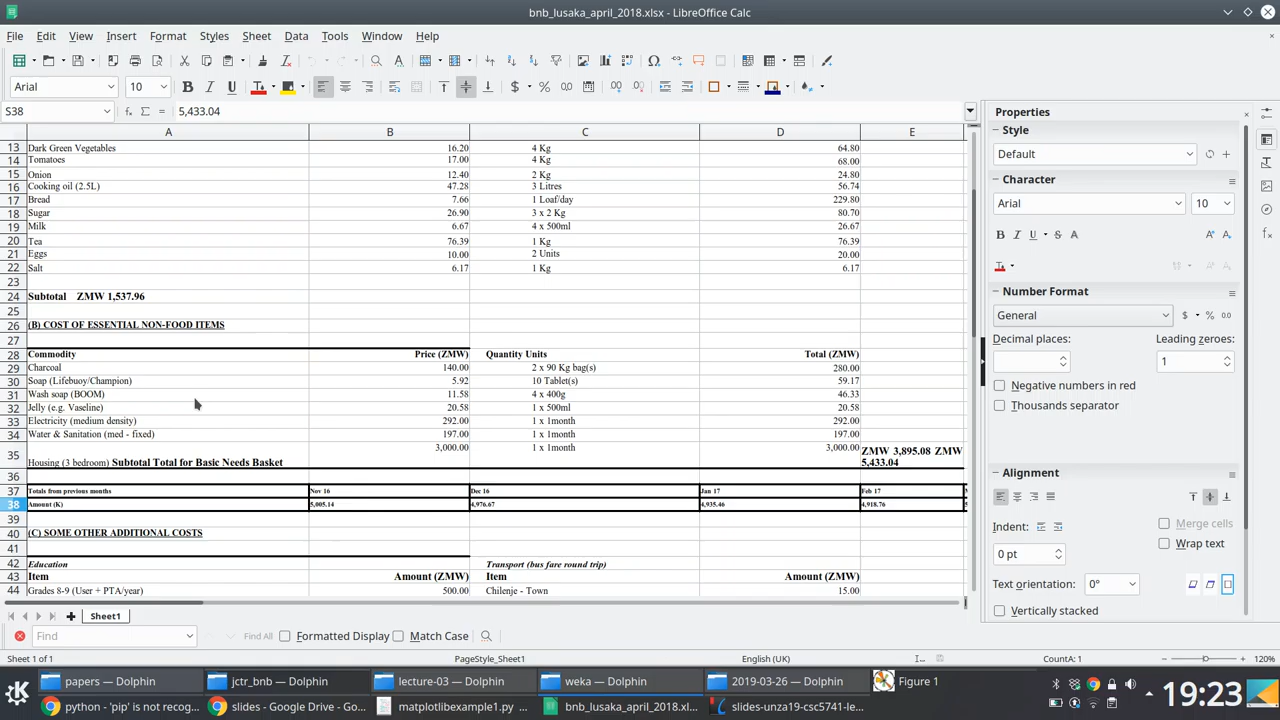 bnb_lusaka_april_2018.xlsx - LibreOffice Calc
File Edit View Insert Format Styles Sheet Data Tools Window Help
Arial 10
S38 5,433.04
A B C D E
13 Dark Green Vegetables 16.20 4 Kg 64.80
14 Tomatoes 17.00 4 Kg 68.00
15 Onion 12.40 2 Kg 24.80
16 Cooking oil (2.5L) 47.28 3 Litres 56.74
17 Bread 7.66 1 Loaf/day 229.80
18 Sugar 26.90 3 x 2 Kg 80.70
19 Milk 6.67 4 x 500ml 26.67
20 Tea 76.39 1 Kg 76.39
21 Eggs 10.00 2 Units 20.00
22 Salt 6.17 1 Kg 6.17
23
24 Subtotal ZMW 1,537.96
25
26 (B) COST OF ESSENTIAL NON-FOOD ITEMS
27
28 Commodity Price (ZMW) Quantity Units Total (ZMW)
29 Charcoal 140.00 2 x 90 Kg bag(s) 280.00
30 Soap (Lifebuoy/Champion) 5.92 10 Tablet(s) 59.17
31 Wash soap (BOOM) 11.58 4 x 400g 46.33
32 Jelly (e.g. Vaseline) 20.58 1 x 500ml 20.58
33 Electricity (medium density) 292.00 1 x 1month 292.00
34 Water & Sanitation (med - fixed) 197.00 1 x 1month 197.00
35 Housing (3 bedroom) Subtotal Total for Basic Needs Basket 3,000.00 1 x 1month 3,000.00 ZMW 3,895.08 ZMW
5,433.04
36
37 Totals from previous months Nov 16 Dec 16 Jan 17 Feb 17
38 Amount (K) 5,005.14 4,976.67 4,935.46 4,918.76
39
40 (C) SOME OTHER ADDITIONAL COSTS
41
42 Education Transport (bus fare round trip)
43 Item Amount (ZMW) Item Amount (ZMW)
44 Grades 8-9 (User + PTA/year) 500.00 Chilenje - Town 15.00
Sheet1
Find Find All Formatted Display Match Case
Sheet 1 of 1 PageStyle_Sheet1 English (UK) CountA: 1 120%
Properties
Style
Default
Character
Arial 10
Number Format
General
Decimal places: Leading zeroes:
1
Negative numbers in red
Thousands separator
Alignment
Indent: Merge cells
0 pt Wrap text
Text orientation: 0°
Vertically stacked
papers — Dolphin jctr_bnb — Dolphin lecture-03 — Dolphin weka — Dolphin 2019-03-26 — Dolphin Figure 1
python - 'pip' is not recog... slides - Google Drive - Go... matplotlibexample1.py ... bnb_lusaka_april_2018.xl... slides-unza19-csc5741-le...
19:23